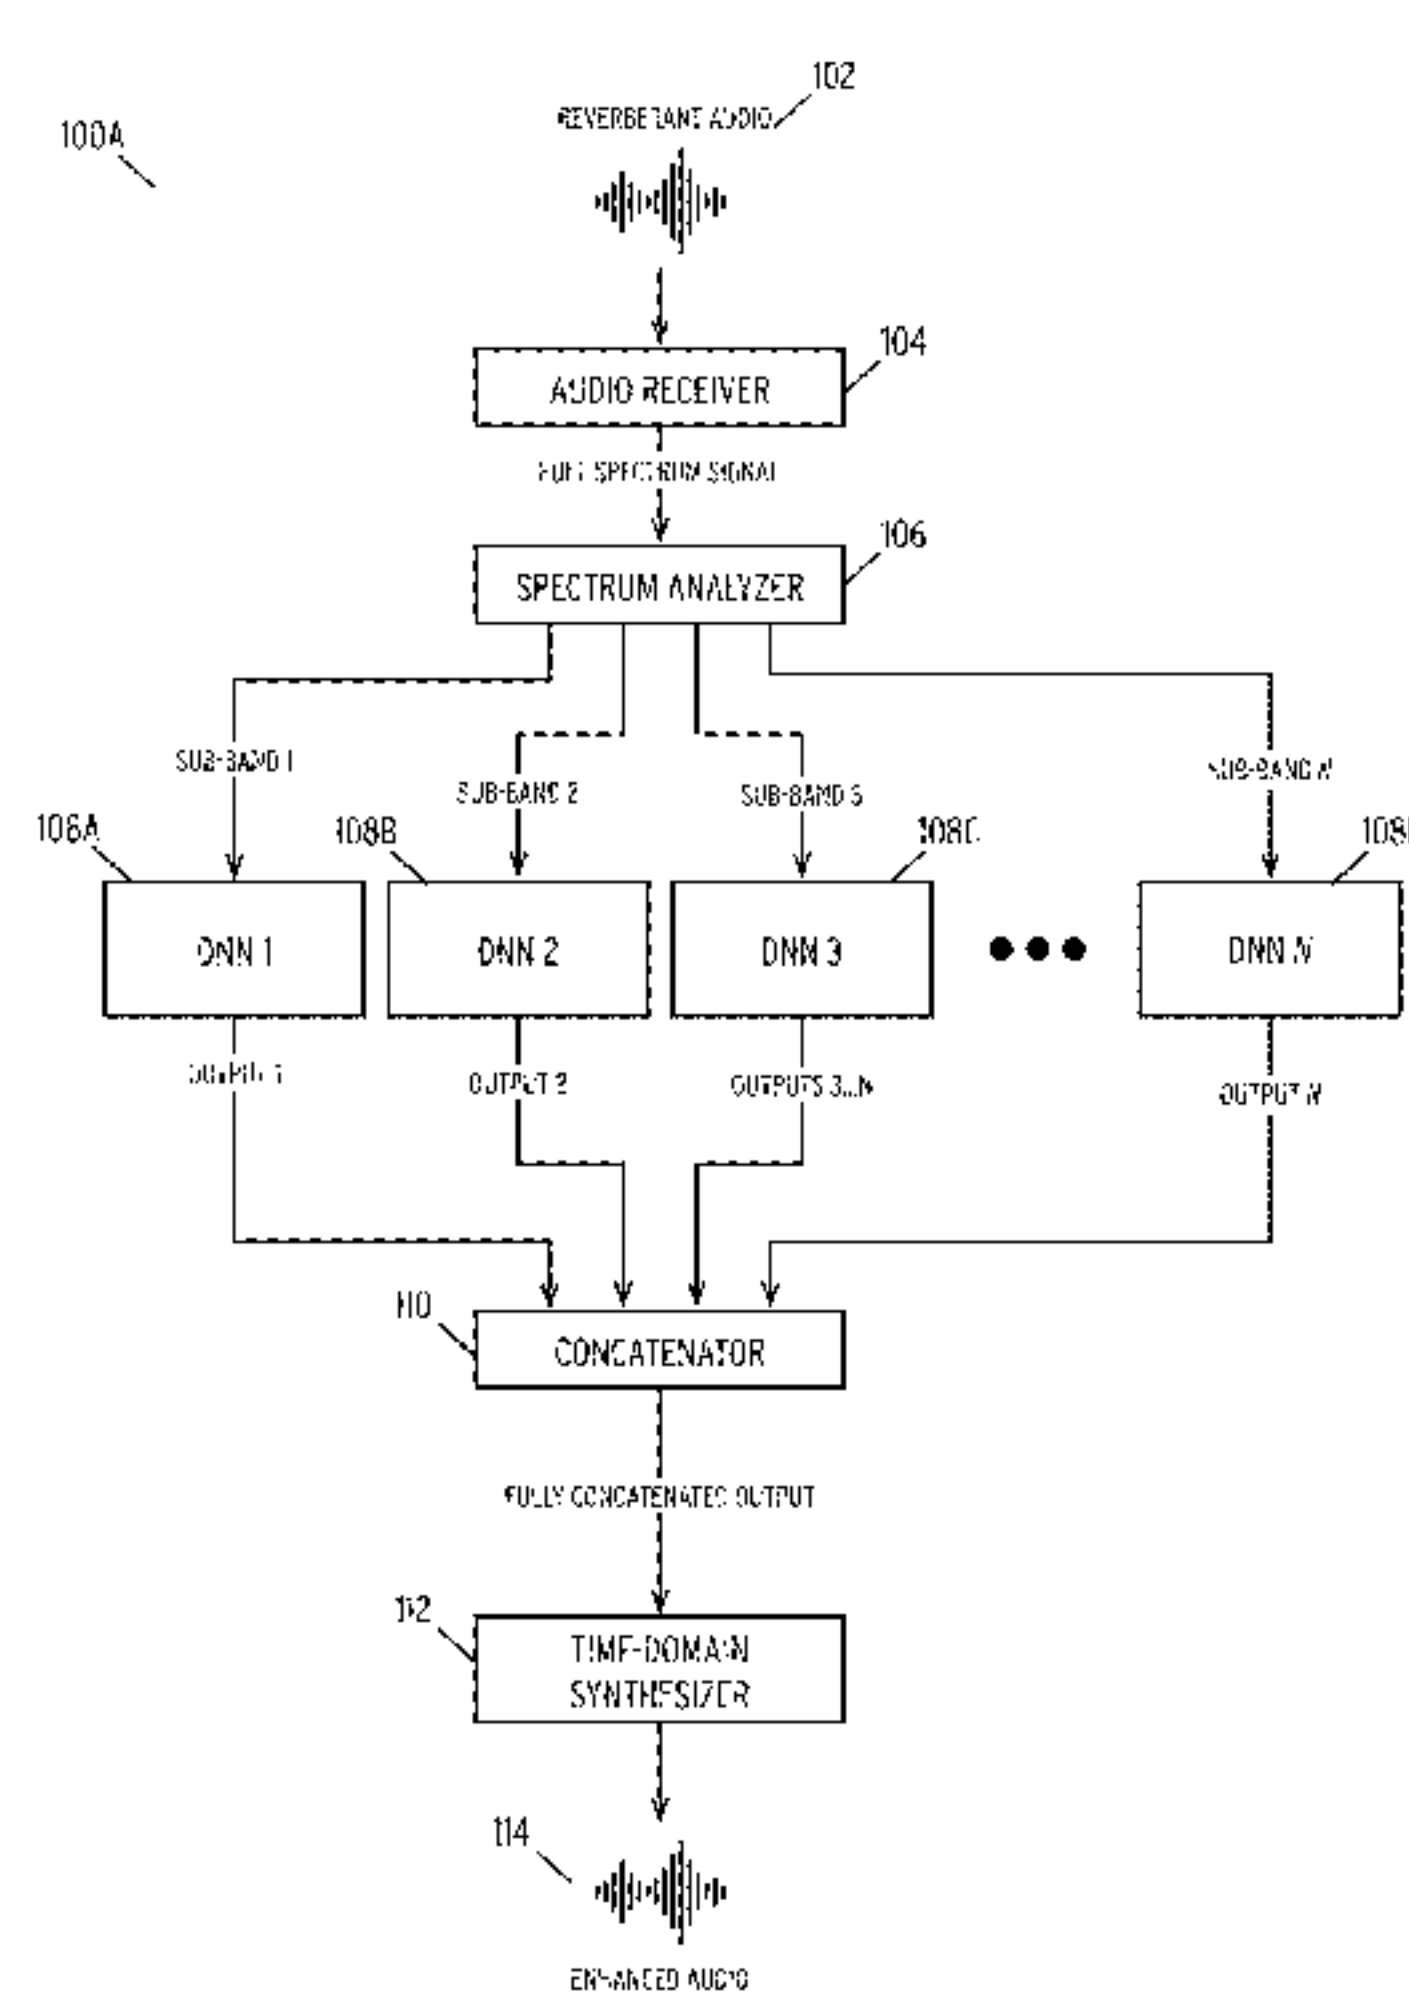 102
REVERBERANT AUDIO
100A
104
AUDIO RECEIVER
FULL SPECTRUM SIGNAL
106
SPECTRUM ANALYZER
SUB-BAND 1
SUB-BAND 2
SUB-BAND 3
SUB-BAND N
108A
108B
108C
DNN 1
DNN 2
DNN 3
DNN N
OUTPUT 1
OUTPUT 2
OUTPUTS 3...N
OUTPUT N
110
CONCATENATOR
FULLY CONCATENATED OUTPUT
112
TIME-DOMAIN
SYNTHESIZER
114
ENHANCED AUDIO